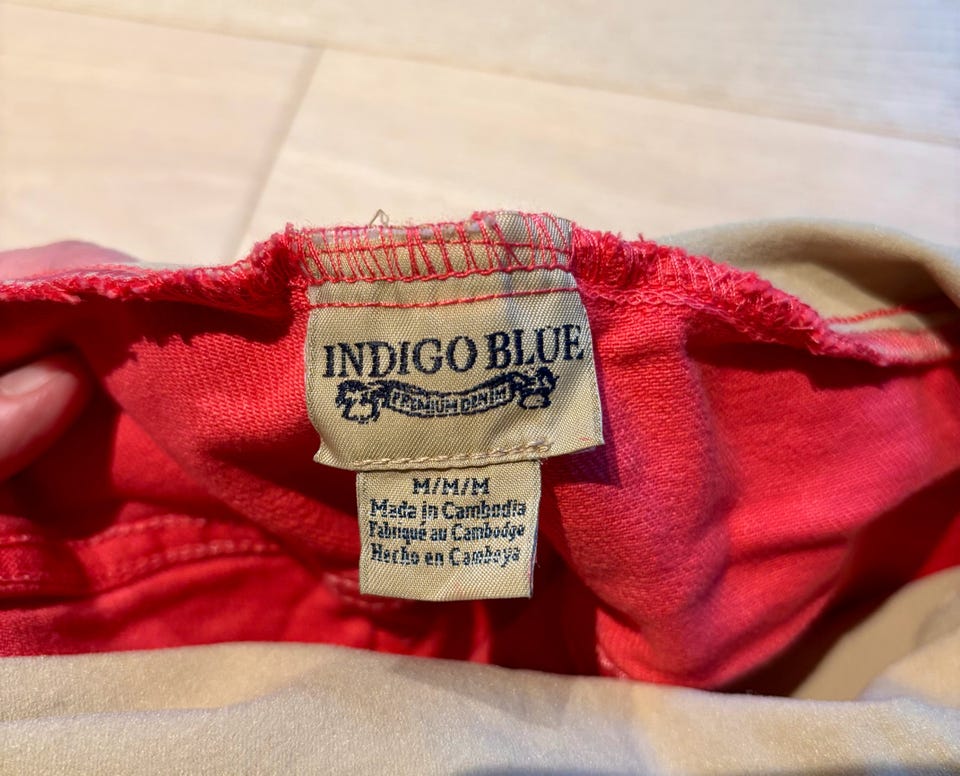 INDIGO BLUE
PREMIUM DENIM
M/M/M
Made in Cambodia
Fabriqué au Cambodge
Hecho en Camboya